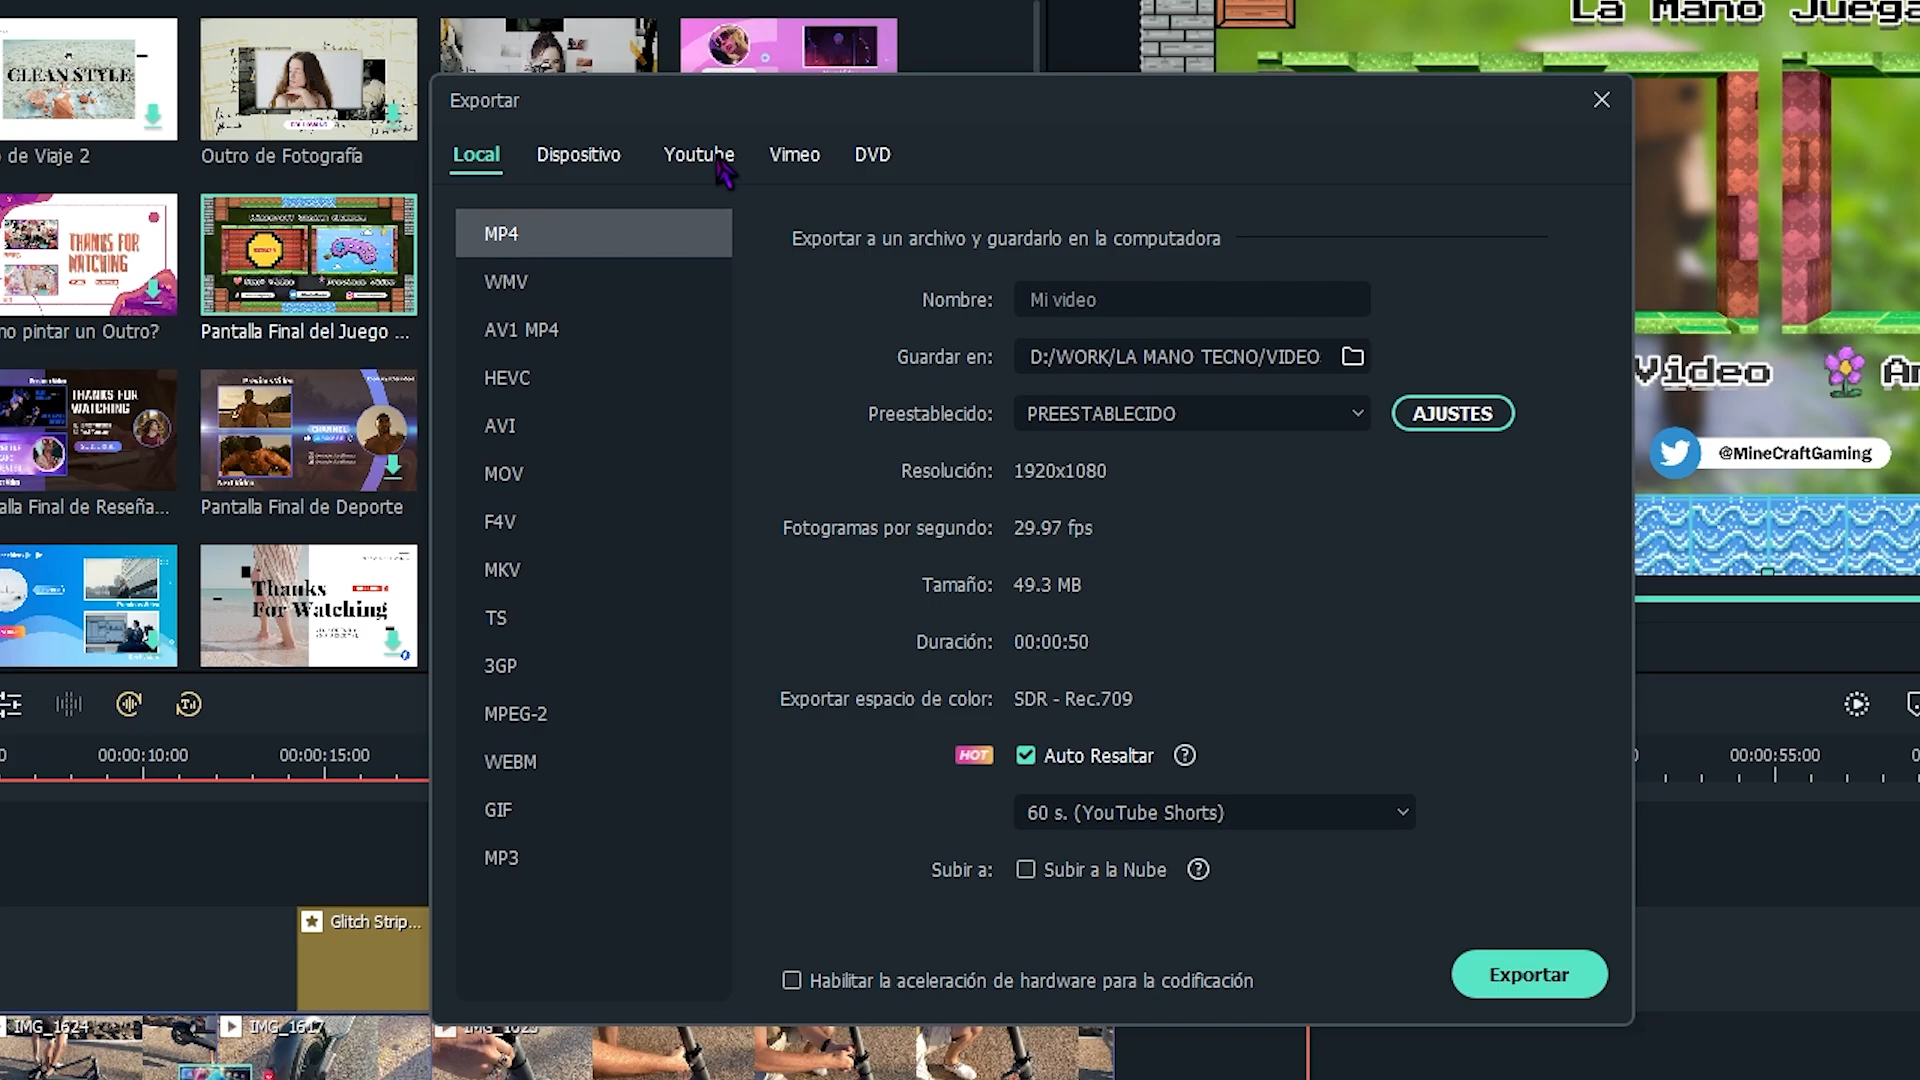 La Mano Juega
CLEAN STYLE
de Viaje 2
Outro de Fotografía
Exportar
Local
Dispositivo
Youtube
Vimeo
DVD
THANKS FOR
WATCHING
no pintar un Outro?
Pantalla Final del Juego ...
MP4
WMV
AV1 MP4
HEVC
AVI
MOV
F4V
MKV
TS
3GP
MPEG-2
WEBM
GIF
MP3
Exportar a un archivo y guardarlo en la computadora
Nombre:
Mi video
Guardar en:
D:/WORK/LA MANO TECNO/VIDEO
Preestablecido:
PREESTABLECIDO
AJUSTES
Resolución:
1920x1080
Fotogramas por segundo:
29.97 fps
Tamaño:
49.3 MB
Duración:
00:00:50
Exportar espacio de color:
SDR - Rec.709
HOT
Auto Resaltar
60 s. (YouTube Shorts)
Subir a:
Subir a la Nube
Habilitar la aceleración de hardware para la codificación
Exportar
Video
An
@MineCraftGaming
THANKS FOR
WATCHING
CHANNEL
alla Final de Reseña...
Pantalla Final de Deporte
Thanks
For Watching
00:00:10:00
00:00:15:00
00:00:55:00
Glitch Strip...
IMG_1624
IMG_1617